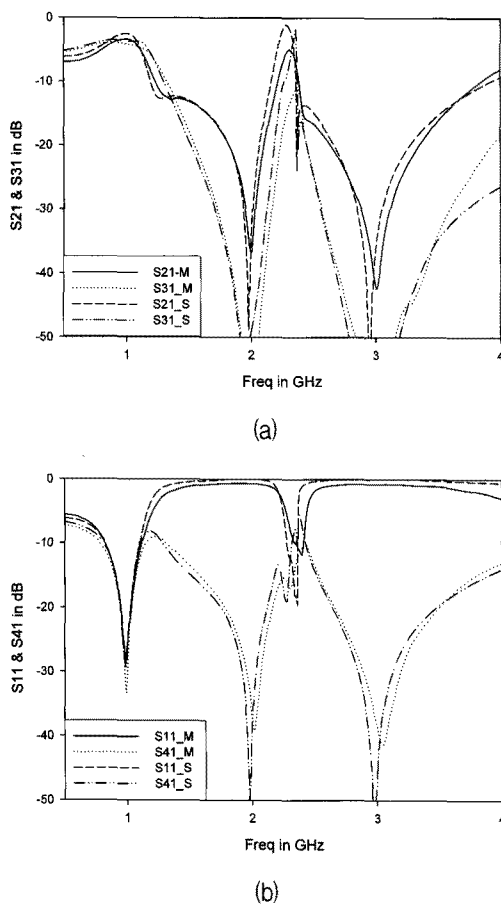 0
-10
-20
-30
-40
-50
S21 & S31 in dB
S21-M
S31_M
S21_S
S31_S
1
2
3
4
Freq in GHz
(a)
0
-10
-20
-30
-40
-50
S11 & S41 in dB
S11_M
S41_M
S11_S
S41_S
1
2
3
4
Freq in GHz
(b)